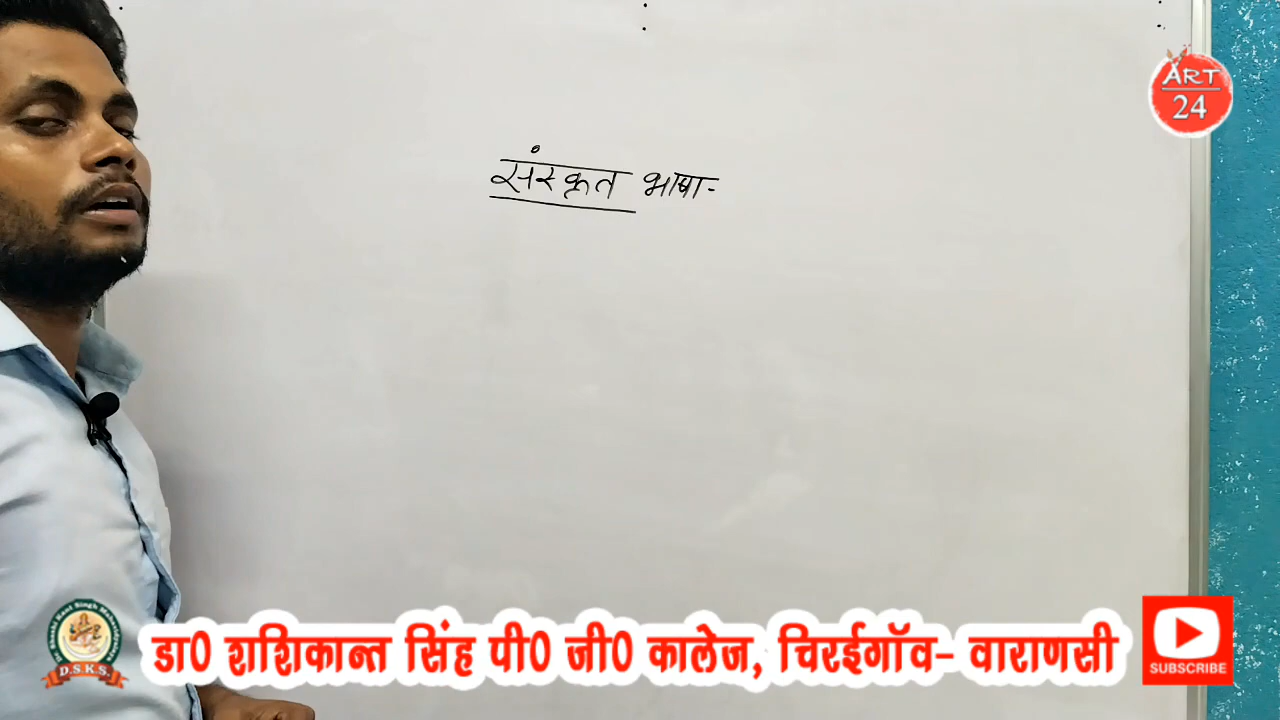 ART
24
संस्कृत भाषा-
डा0 शशिकान्त सिंह पी0 जी0 कालेज, चिरईगॉव- वाराणसी
D.S.K.S.
SUBSCRIBE